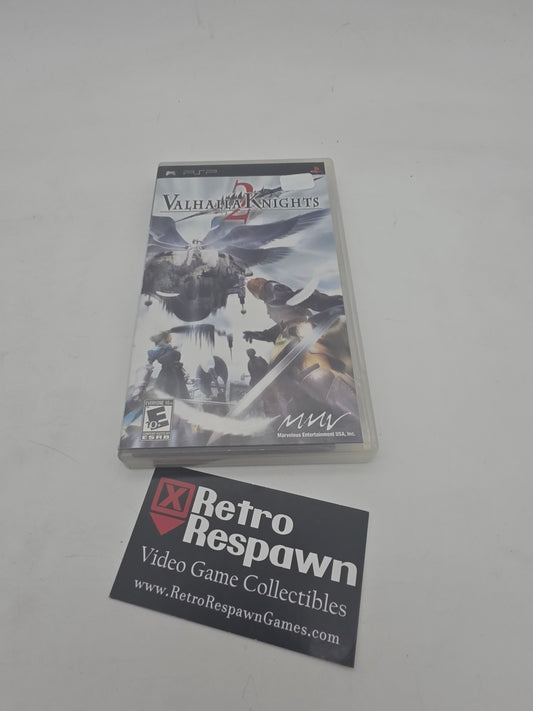 PSP
VALHALLA KNIGHTS
2
EVERYONE 10+
E
10+
ESRB
Marvelous Entertainment USA, Inc.
X Retro
Respawn
Video Game Collectibles
www.RetroRespawnGames.com